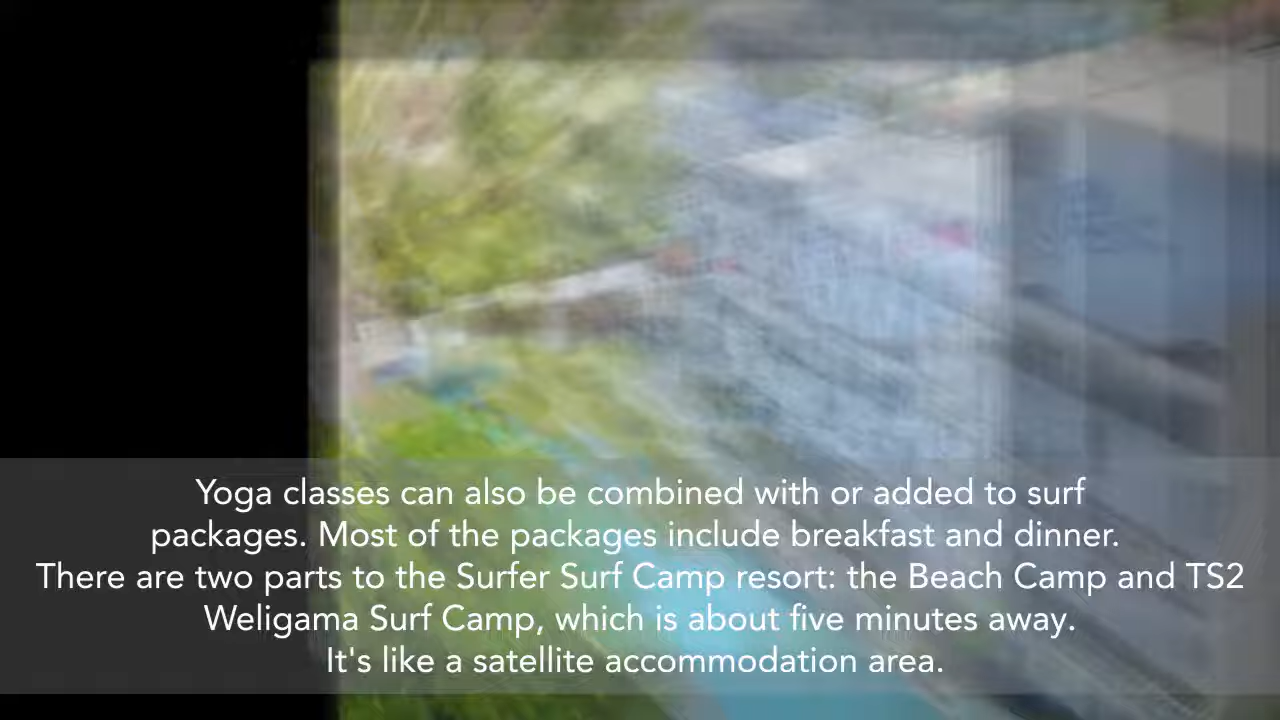 Yoga classes can also be combined with or added to surf
packages. Most of the packages include breakfast and dinner.
There are two parts to the Surfer Surf Camp resort: the Beach Camp and TS2
Weligama Surf Camp, which is about five minutes away.
It's like a satellite accommodation area.